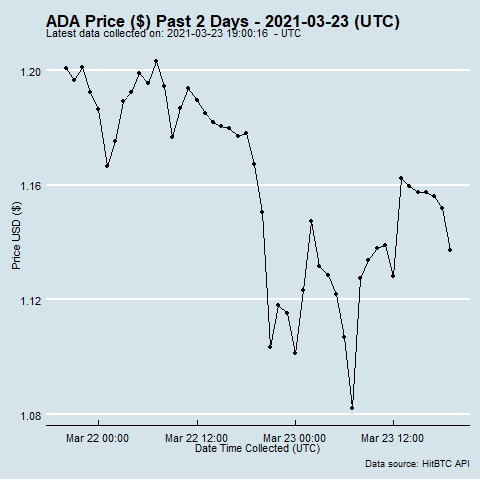 ADA Price ($) Past 2 Days - 2021-03-23 (UTC)
Latest data collected on: 2021-03-23 19:00:16 - UTC
1.20
1.16
1.12
1.08
Price USD ($)
Mar 22 00:00
Mar 22 12:00
Mar 23 00:00
Mar 23 12:00
Date Time Collected (UTC)
Data source: HitBTC API